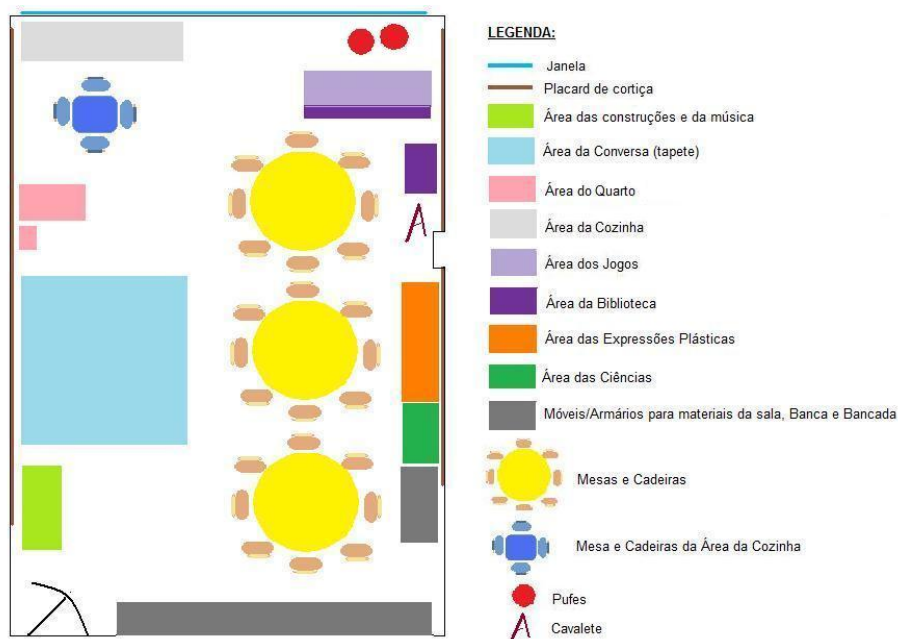 LEGENDA:
Janela
Placard de cortiça
Área das construções e da música
Área da Conversa (tapete)
Área do Quarto
Área da Cozinha
Área dos Jogos
Área da Biblioteca
Área das Expressões Plásticas
Área das Ciências
Móveis/Armários para materiais da sala, Banca e Bancada
Mesas e Cadeiras
Mesa e Cadeiras da Área da Cozinha
Pufes
Cavalete